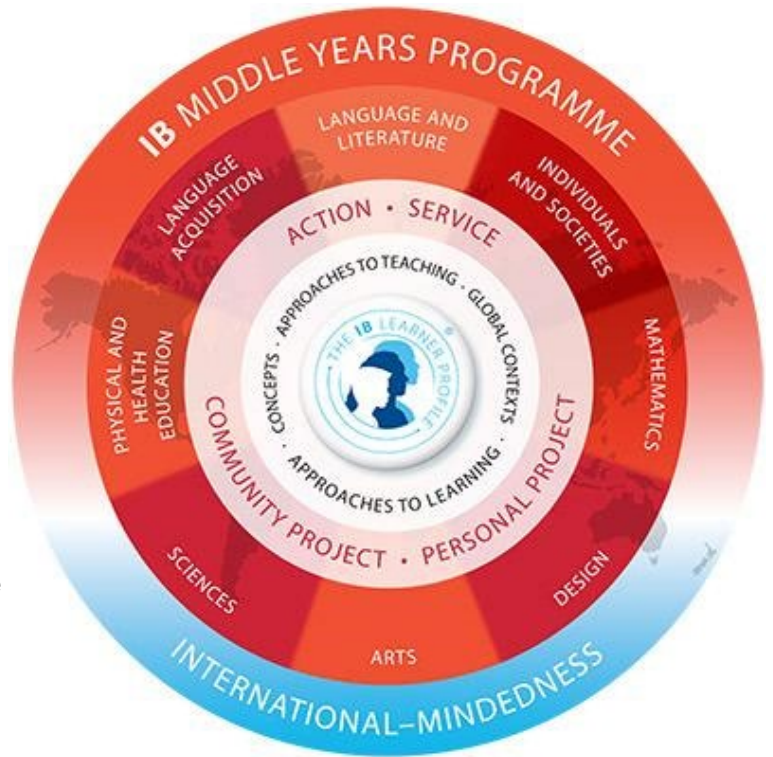 IB MIDDLE YEARS PROGRAMME
LANGUAGE AND
LITERATURE
INDIVIDUALS
AND SOCIETIES
MATHEMATICS
DESIGN
ARTS
SCIENCES
PHYSICAL AND
HEALTH
EDUCATION
LANGUAGE
ACQUISITION
ACTION • SERVICE
COMMUNITY PROJECT • PERSONAL PROJECT
APPROACHES TO TEACHING · GLOBAL CONTEXTS ·
APPROACHES TO LEARNING · CONCEPTS ·
THE IB LEARNER PROFILE ®
INTERNATIONAL–MINDEDNESS